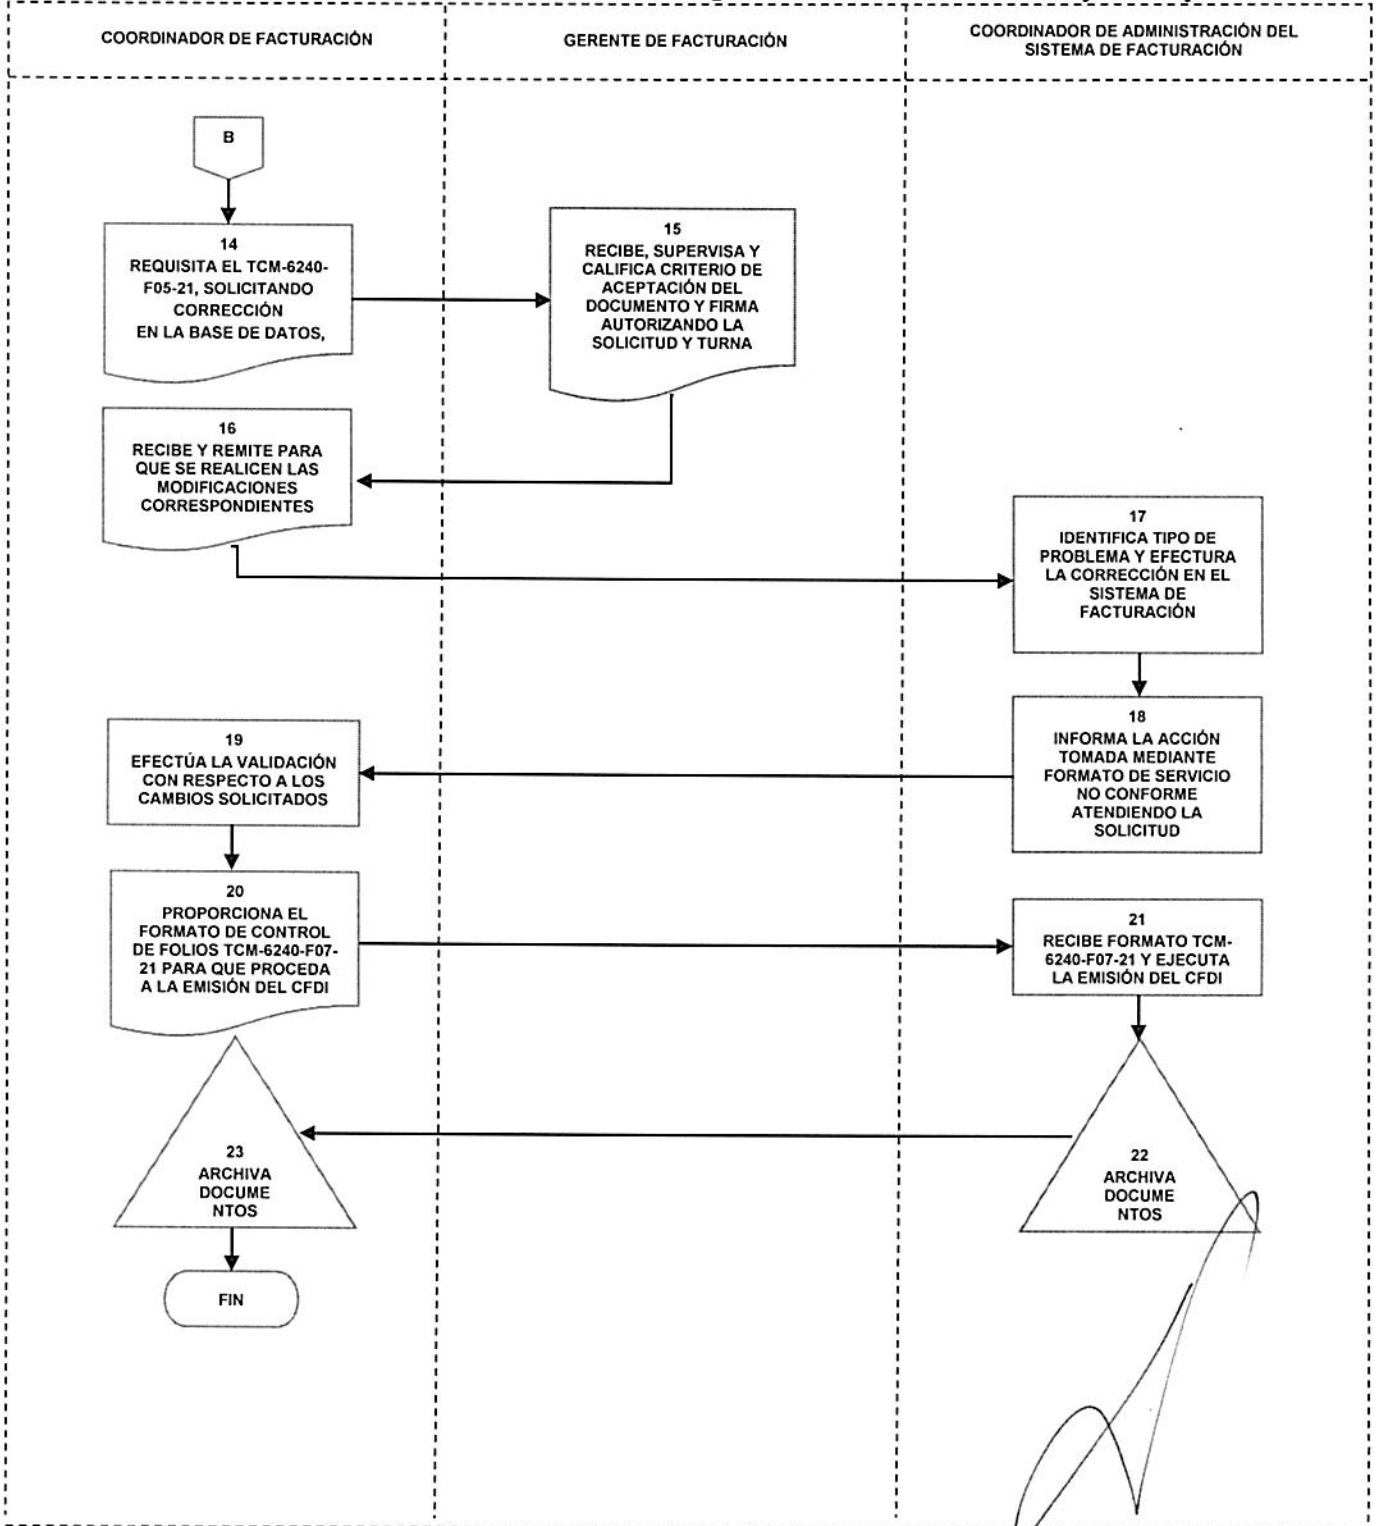 COORDINADOR DE FACTURACIÓN
GERENTE DE FACTURACIÓN
COORDINADOR DE ADMINISTRACIÓN DEL
SISTEMA DE FACTURACIÓN
B
14
REQUISITA EL TCM-6240-
F05-21, SOLICITANDO
CORRECCIÓN
EN LA BASE DE DATOS,
15
RECIBE, SUPERVISA Y
CALIFICA CRITERIO DE
ACEPTACIÓN DEL
DOCUMENTO Y FIRMA
AUTORIZANDO LA
SOLICITUD Y TURNA
16
RECIBE Y REMITE PARA
QUE SE REALICEN LAS
MODIFICACIONES
CORRESPONDIENTES
17
IDENTIFICA TIPO DE
PROBLEMA Y EFECTURA
LA CORRECCIÓN EN EL
SISTEMA DE
FACTURACIÓN
18
INFORMA LA ACCIÓN
TOMADA MEDIANTE
FORMATO DE SERVICIO
NO CONFORME
ATENDIENDO LA
SOLICITUD
19
EFECTÚA LA VALIDACIÓN
CON RESPECTO A LOS
CAMBIOS SOLICITADOS
20
PROPORCIONA EL
FORMATO DE CONTROL
DE FOLIOS TCM-6240-F07-
21 PARA QUE PROCEDA
A LA EMISIÓN DEL CFDI
21
RECIBE FORMATO TCM-
6240-F07-21 Y EJECUTA
LA EMISIÓN DEL CFDI
22
ARCHIVA
DOCUME
NTOS
23
ARCHIVA
DOCUME
NTOS
FIN